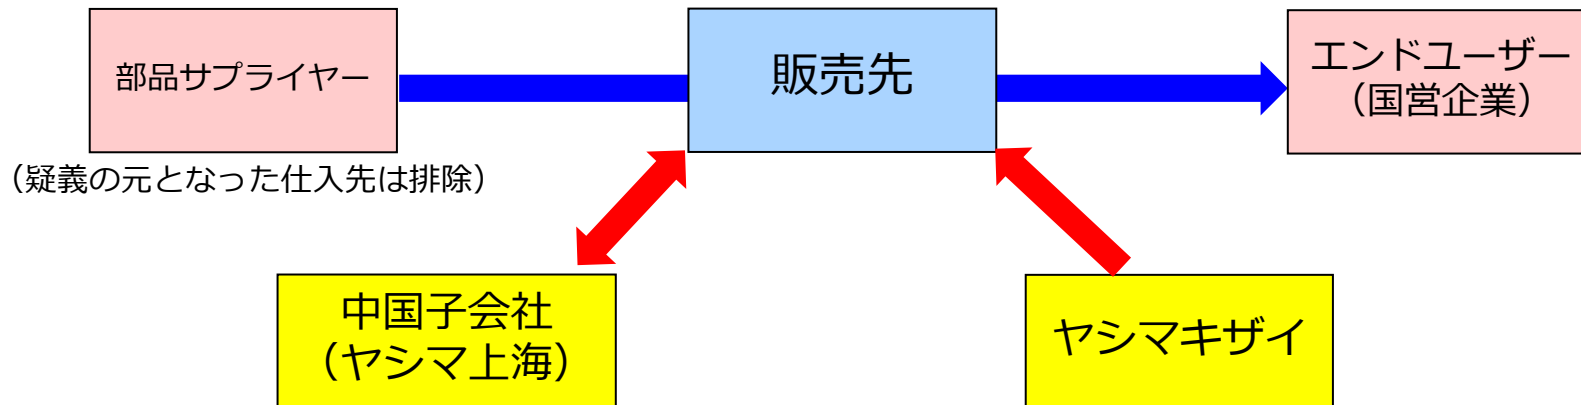 部品サプライヤー
販売先
エンドユーザー
（国営企業）
（疑義の元となった仕入先は排除）
中国子会社
（ヤシマ上海）
ヤシマキザイ